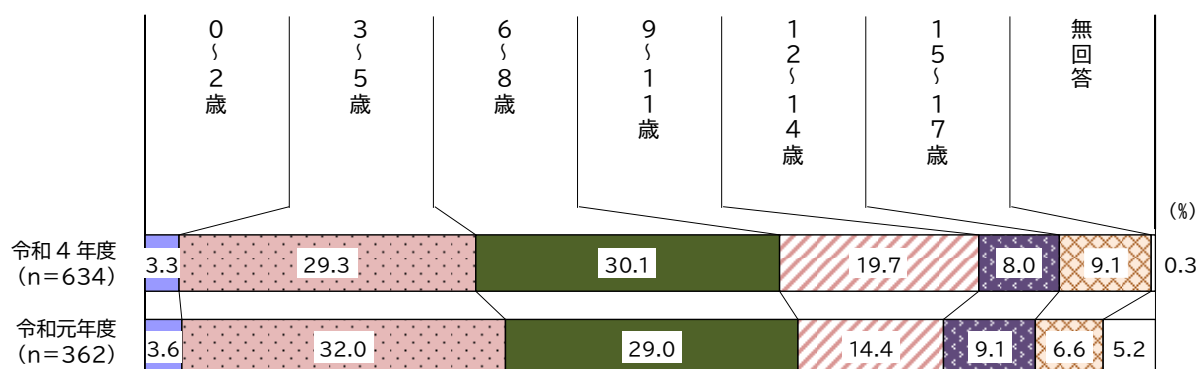 0～2歳
3～5歳
6～8歳
9～11歳
12～14歳
15～17歳
無回答
(%)
令和４年度
（n=634）
3.3
29.3
30.1
19.7
8.0
9.1
0.3
令和元年度
（n=362）
3.6
32.0
29.0
14.4
9.1
6.6
5.2